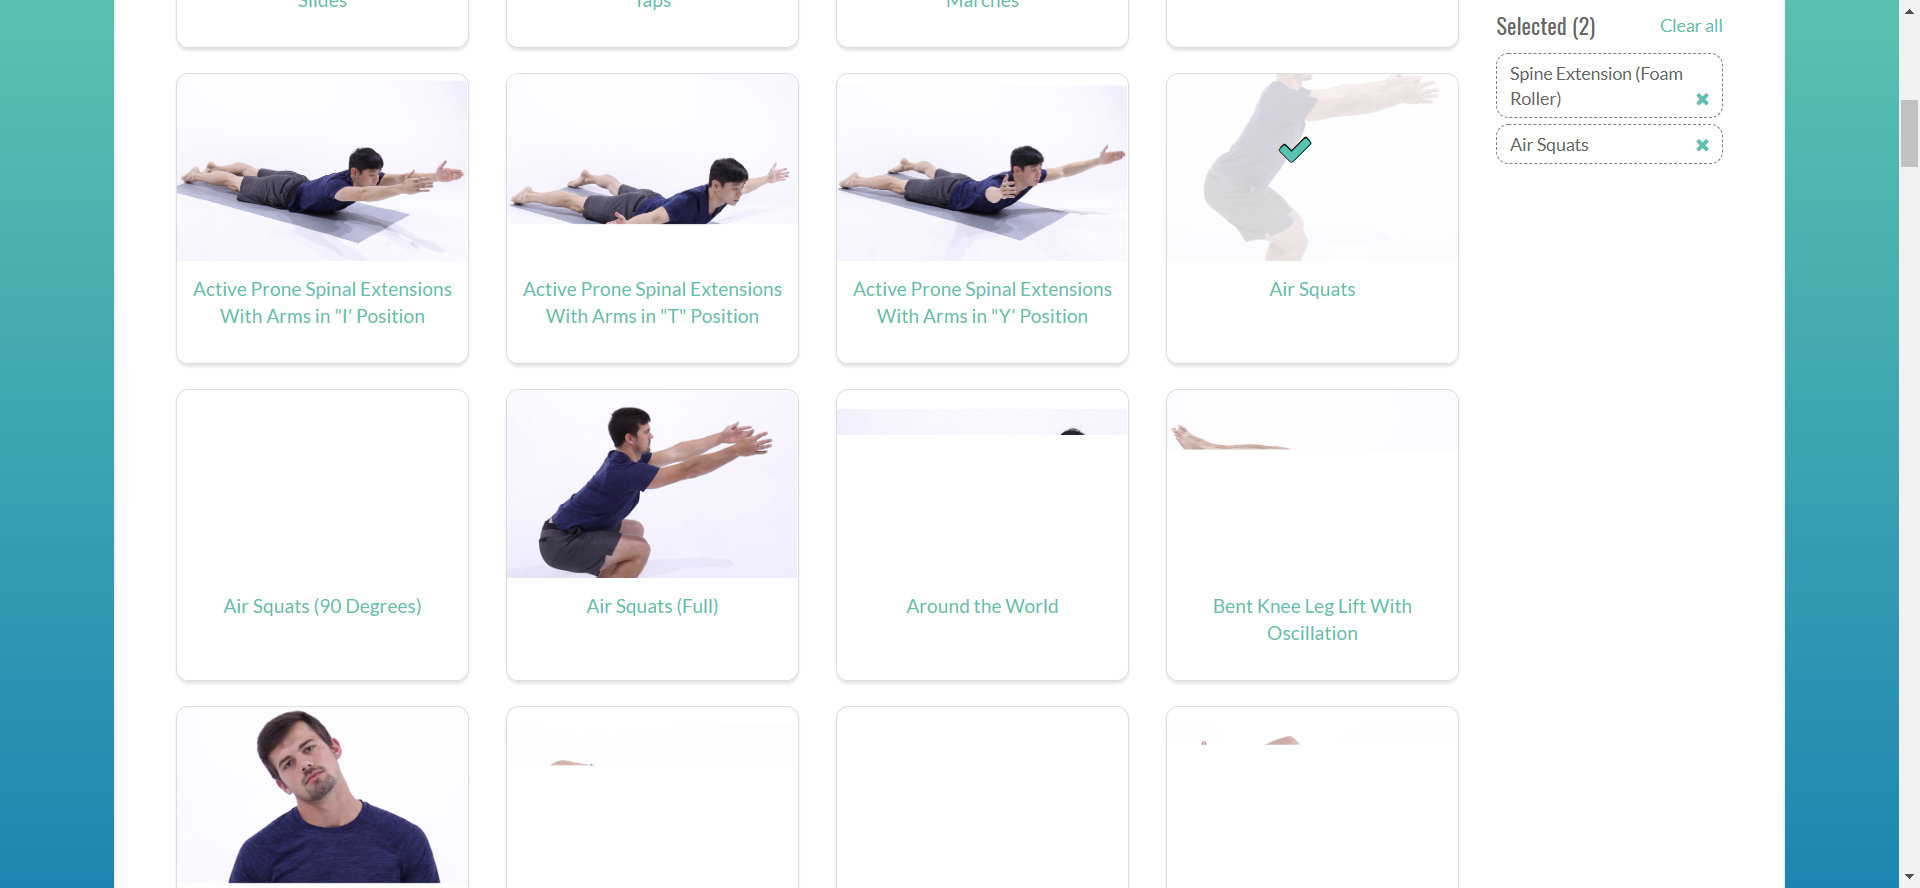 Slides
Taps
Marches
Selected (2)
Clear all
Spine Extension (Foam
Roller)
Air Squats
Active Prone Spinal Extensions
With Arms in "I' Position
Active Prone Spinal Extensions
With Arms in "T" Position
Active Prone Spinal Extensions
With Arms in "Y' Position
Air Squats
Air Squats (90 Degrees)
Air Squats (Full)
Around the World
Bent Knee Leg Lift With
Oscillation